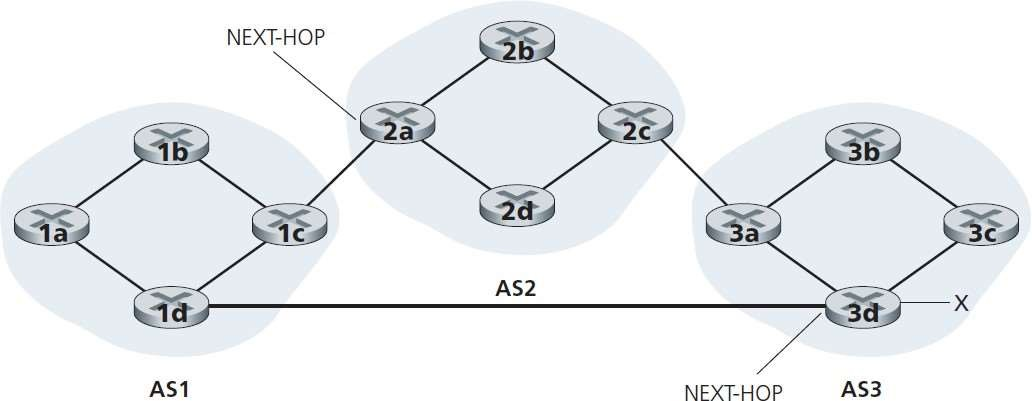 NEXT-HOP
2b
2a
2c
2d
1b
1a
1c
1d
3b
3a
3c
3d
X
AS2
AS1
NEXT-HOP
AS3